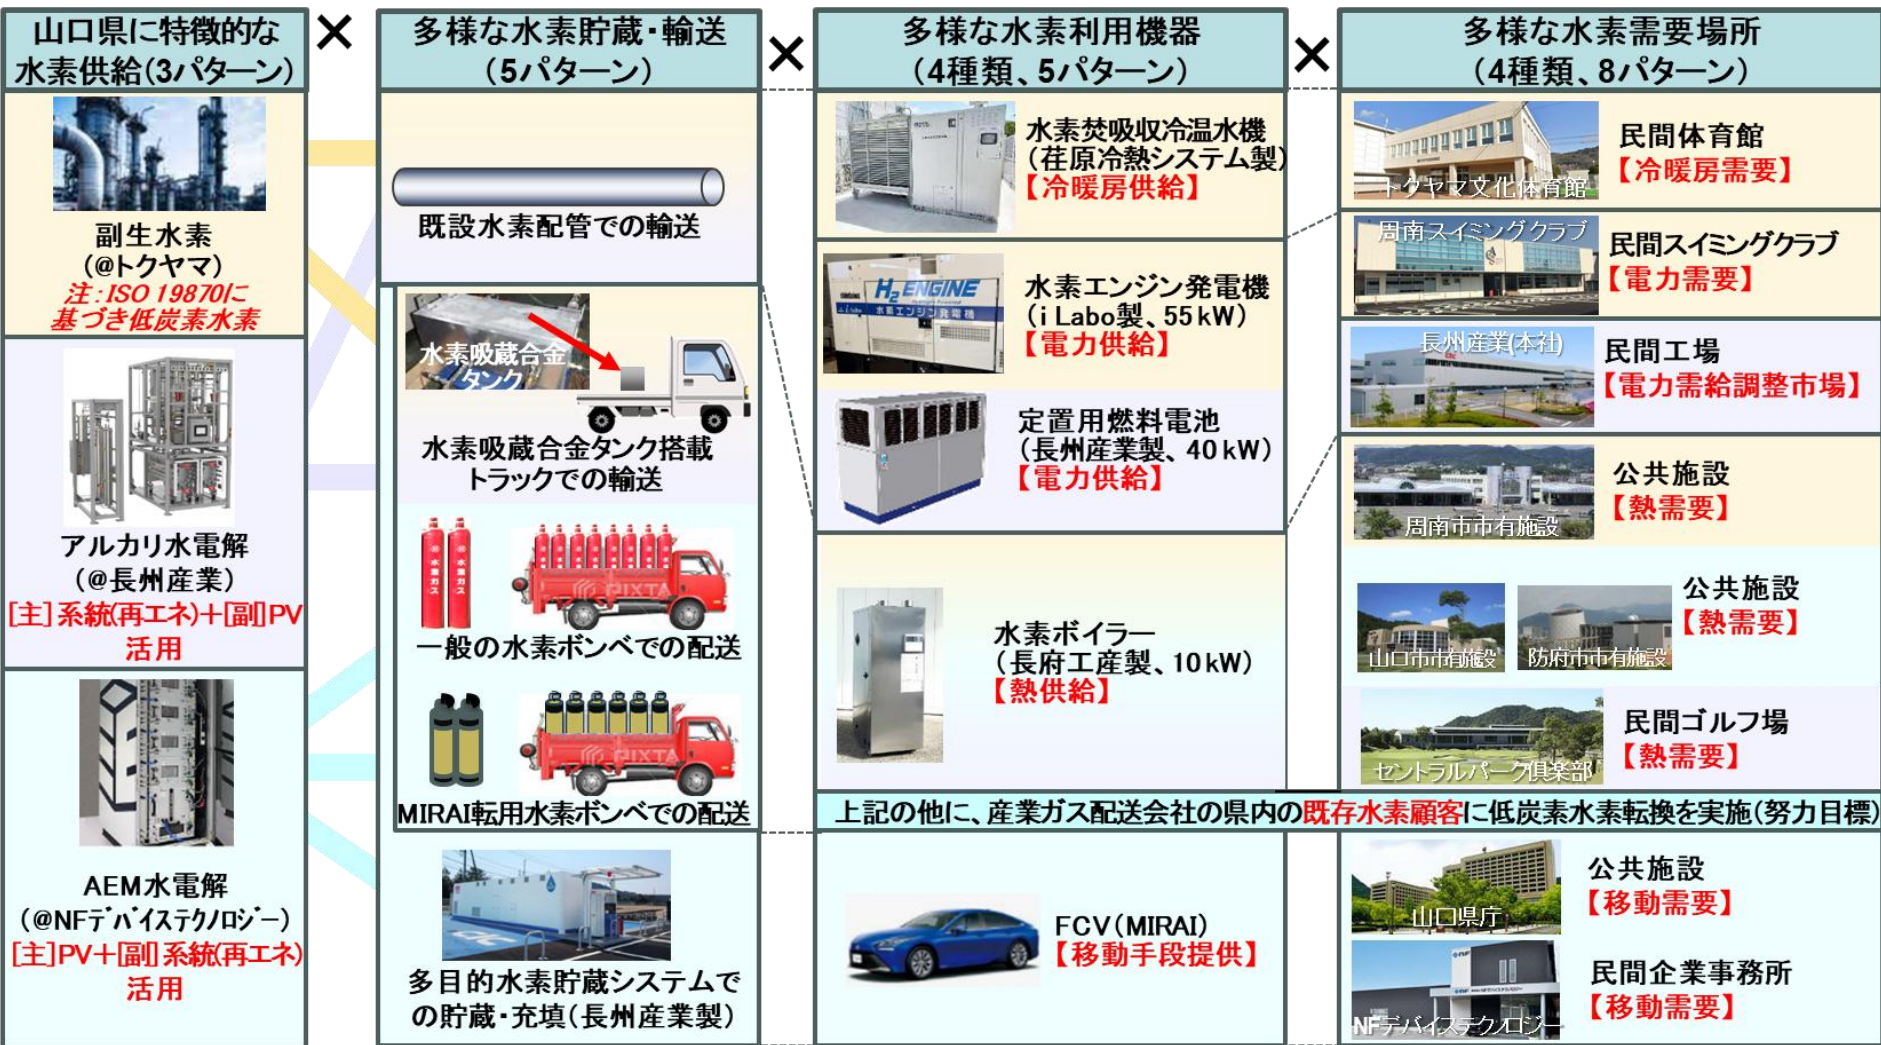 山口県に特徴的な
水素供給(3パターン)
×
多様な水素貯蔵・輸送
(5パターン)
×
多様な水素利用機器
(4種類、5パターン)
×
多様な水素需要場所
(4種類、8パターン)
副生水素
(@トクヤマ)
注:ISO 19870に
基づき低炭素水素
アルカリ水電解
(@長州産業)
[主]系統(再エネ)+[副]PV
活用
AEM水電解
(@NFデバイステクノロジー)
[主]PV+[副]系統(再エネ)
活用
既設水素配管での輸送
水素吸蔵合金
タンク
水素吸蔵合金タンク搭載
トラックでの輸送
水素ガス
水素ガス
PIXTA
一般の水素ボンベでの配送
PIXTA
MIRAI転用水素ボンベでの配送
多目的水素貯蔵システムで
の貯蔵・充填(長州産業製)
水素焚吸収冷温水機
(荏原冷熱システム製)
【冷暖房供給】
H2 ENGINE
水素エンジン発電機
水素エンジン発電機
(i Labo製、55kW)
【電力供給】
定置用燃料電池
(長州産業製、40kW)
【電力供給】
水素ボイラー
(長府工産製、10kW)
【熱供給】
上記の他に、産業ガス配送会社の県内の既存水素顧客に低炭素水素転換を実施(努力目標)
FCV(MIRAI)
【移動手段提供】
トクヤマ文化体育館
民間体育館
【冷暖房需要】
周南スイミングクラブ
民間スイミングクラブ
【電力需要】
長州産業(本社)
民間工場
【電力需給調整市場】
周南市市有施設
公共施設
【熱需要】
山口市市有施設
防府市市有施設
公共施設
【熱需要】
セントラルパーク倶楽部
民間ゴルフ場
【熱需要】
山口県庁
公共施設
【移動需要】
NFデバイステクノロジー
民間企業事務所
【移動需要】